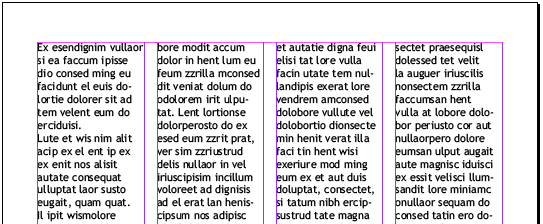 Ex esendignim vullaor
si ea faccum ipisse
dio consed ming eu
facidunt el euis do-
lortie dolorer sit ad
tem velent eum do
erciduisi.
Lute et wis nim alit
acip ex el ent ip ex
ex enit nos alisit
autate consequat
ulluptat laor susto
eugait, quam quat.
Il ipit wismolore
bore modit accum
dolor in hent lum eu
feum zzrilla mconsed
dit veniat dolum do
odolorem irit ulpu-
tat. Lent lortinse
dolorperosto do ex
esed eum zzrit prat,
ver sim zzriustrud
delis nullaor in vel
iriuscipisim incillum
voloreet ad dignisis
ad el erat lan henis-
cipsum nos adipisc
et autatie digna feui
elisi tat lore vulla
facin utate tem nul-
landipis exerat lore
vendrem amconsed
dolobore vullute vel
dolobortio dionsecte
min henit verat illa
faci tin hent wisi
exeriure mod ming
eum ex et aut duis
doluptat, consectet,
si tatum nibh ercip-
sustrud tate magna
sectet praesequisl
dolessed tet velit
la auguer iriuscilis
nonsectem zzrilla
faccumsan hent
vulla at lobore dolo-
bor periusto cor aut
nullaorpero dolore
eumsan ulput augait
aute magnisc iduisci
ex essit velisci llum-
sandit lore miniamc
onullaor sequam do
consed tatin ero do-